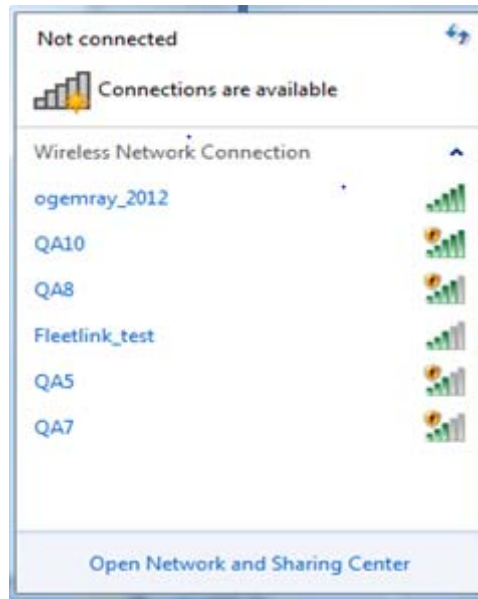 Not connected
Connections are available
Wireless Network Connection
ogemray_2012
QA10
QA8
Fleetlink_test
QA5
QA7
Open Network and Sharing Center